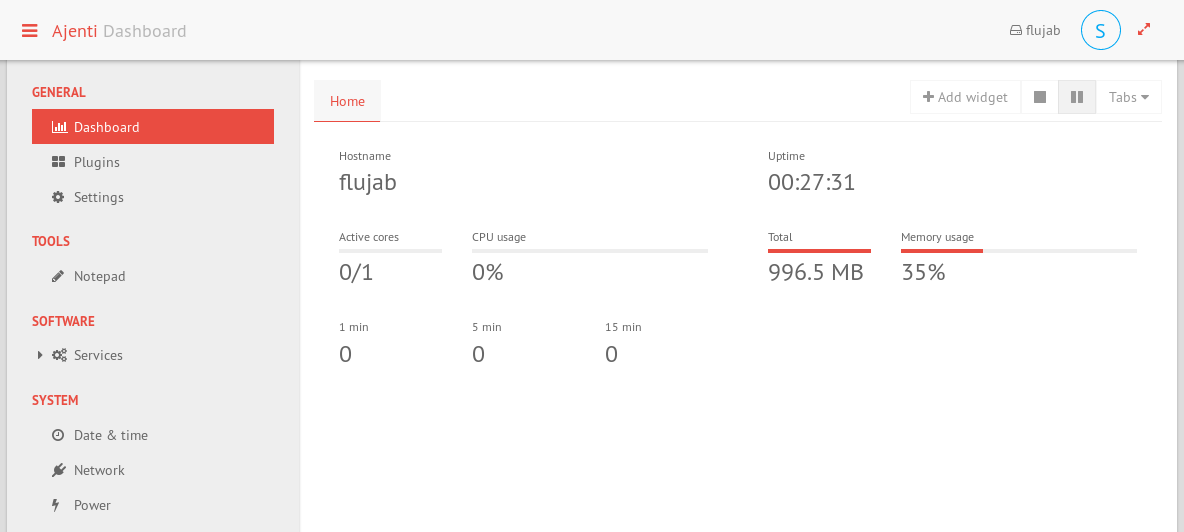 Ajenti Dashboard
flujab
S
GENERAL
Dashboard
Plugins
Settings
TOOLS
Notepad
SOFTWARE
Services
SYSTEM
Date & time
Network
Power
Home
Add widget
Tabs
Hostname
flujab
Uptime
00:27:31
Active cores
0/1
CPU usage
0%
Total
996.5 MB
Memory usage
35%
1 min
0
5 min
0
15 min
0